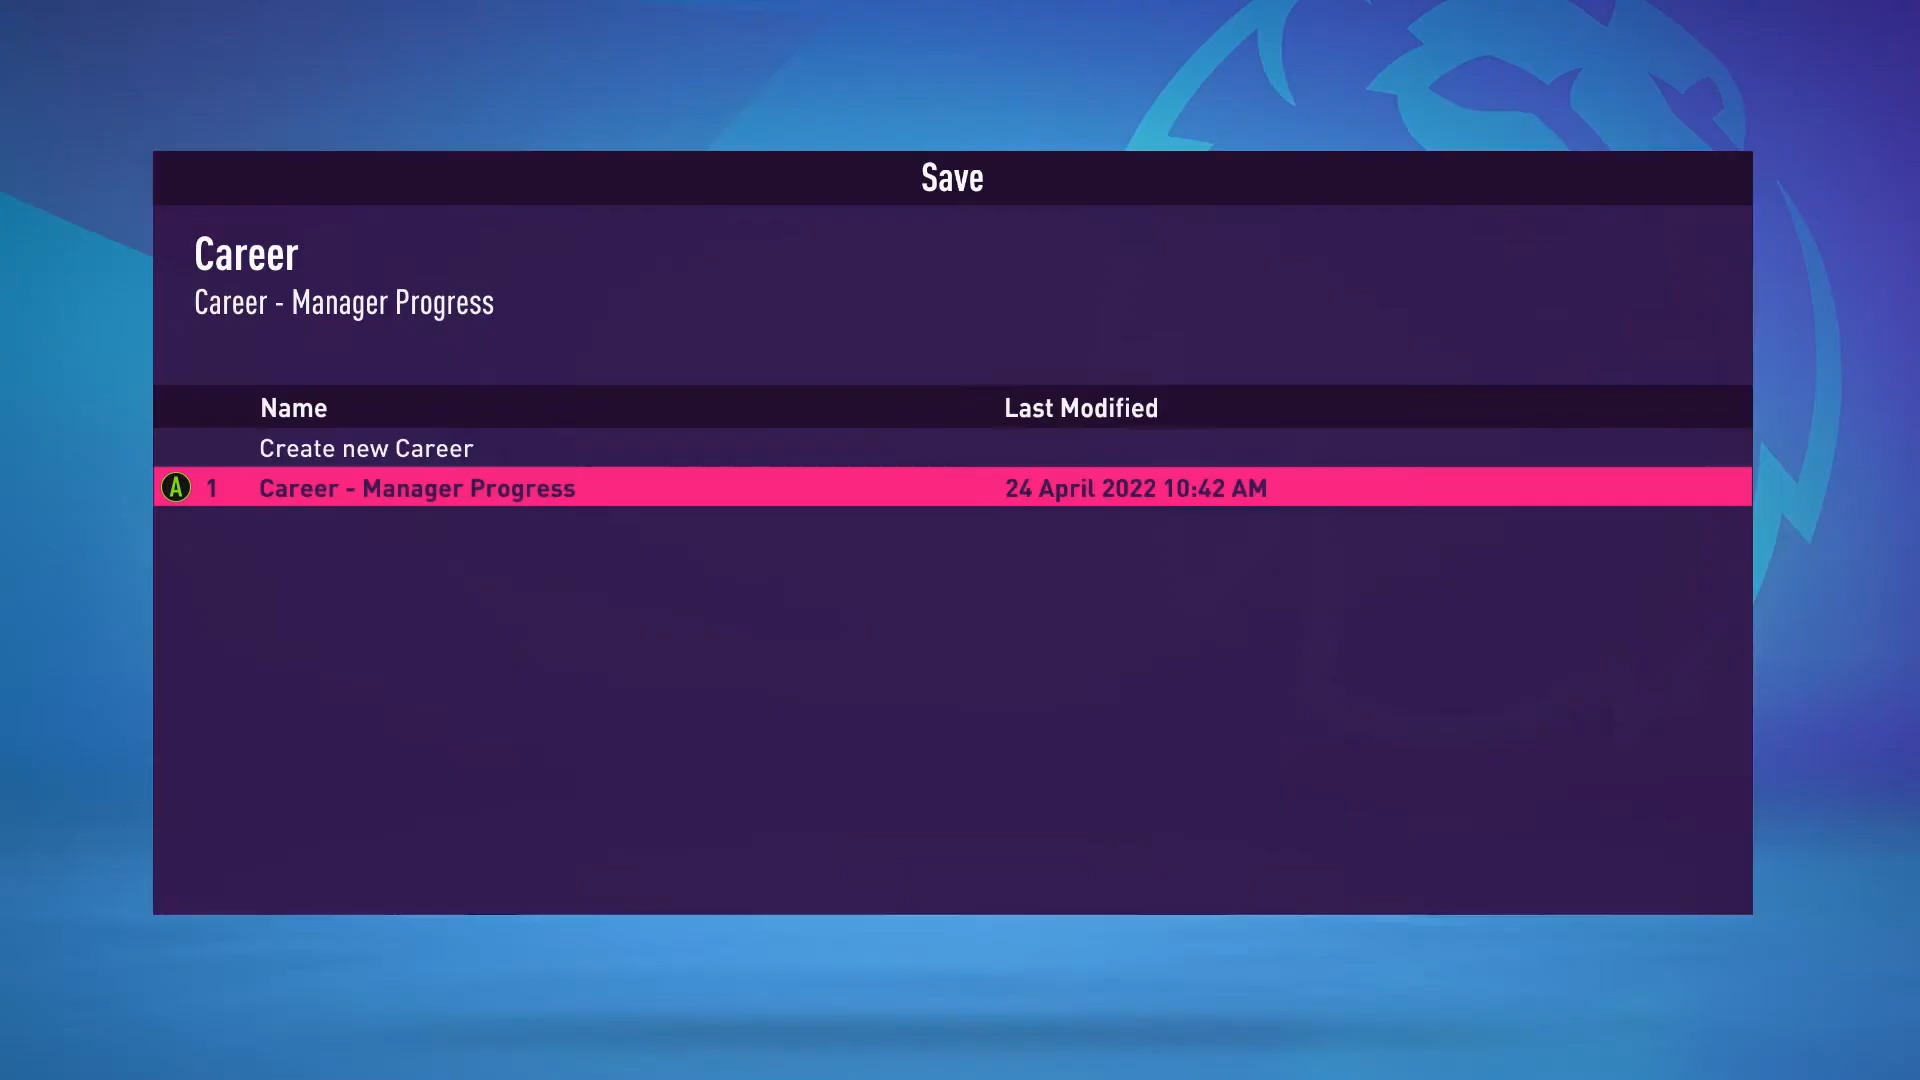 Save
Career
Career - Manager Progress
Name Last Modified
Create new Career
A 1 Career - Manager Progress 24 April 2022 10:42 AM